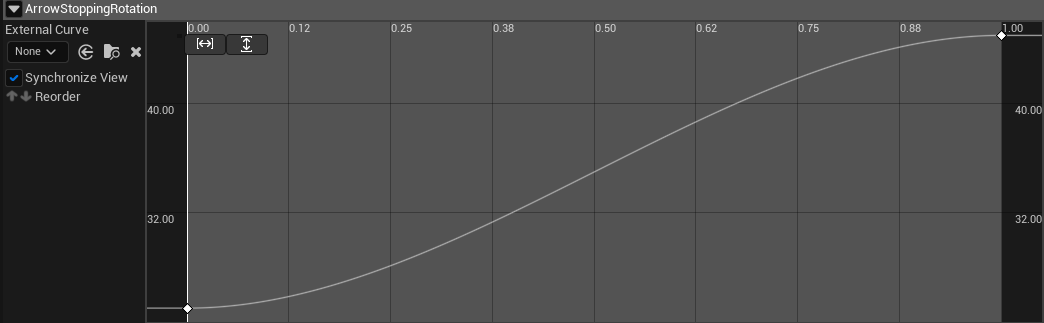 ArrowStoppingRotation
External Curve
None
Synchronize View
Reorder
0.00 0.12 0.25 0.38 0.50 0.62 0.75 0.88 1.00
40.00 40.00
32.00 32.00